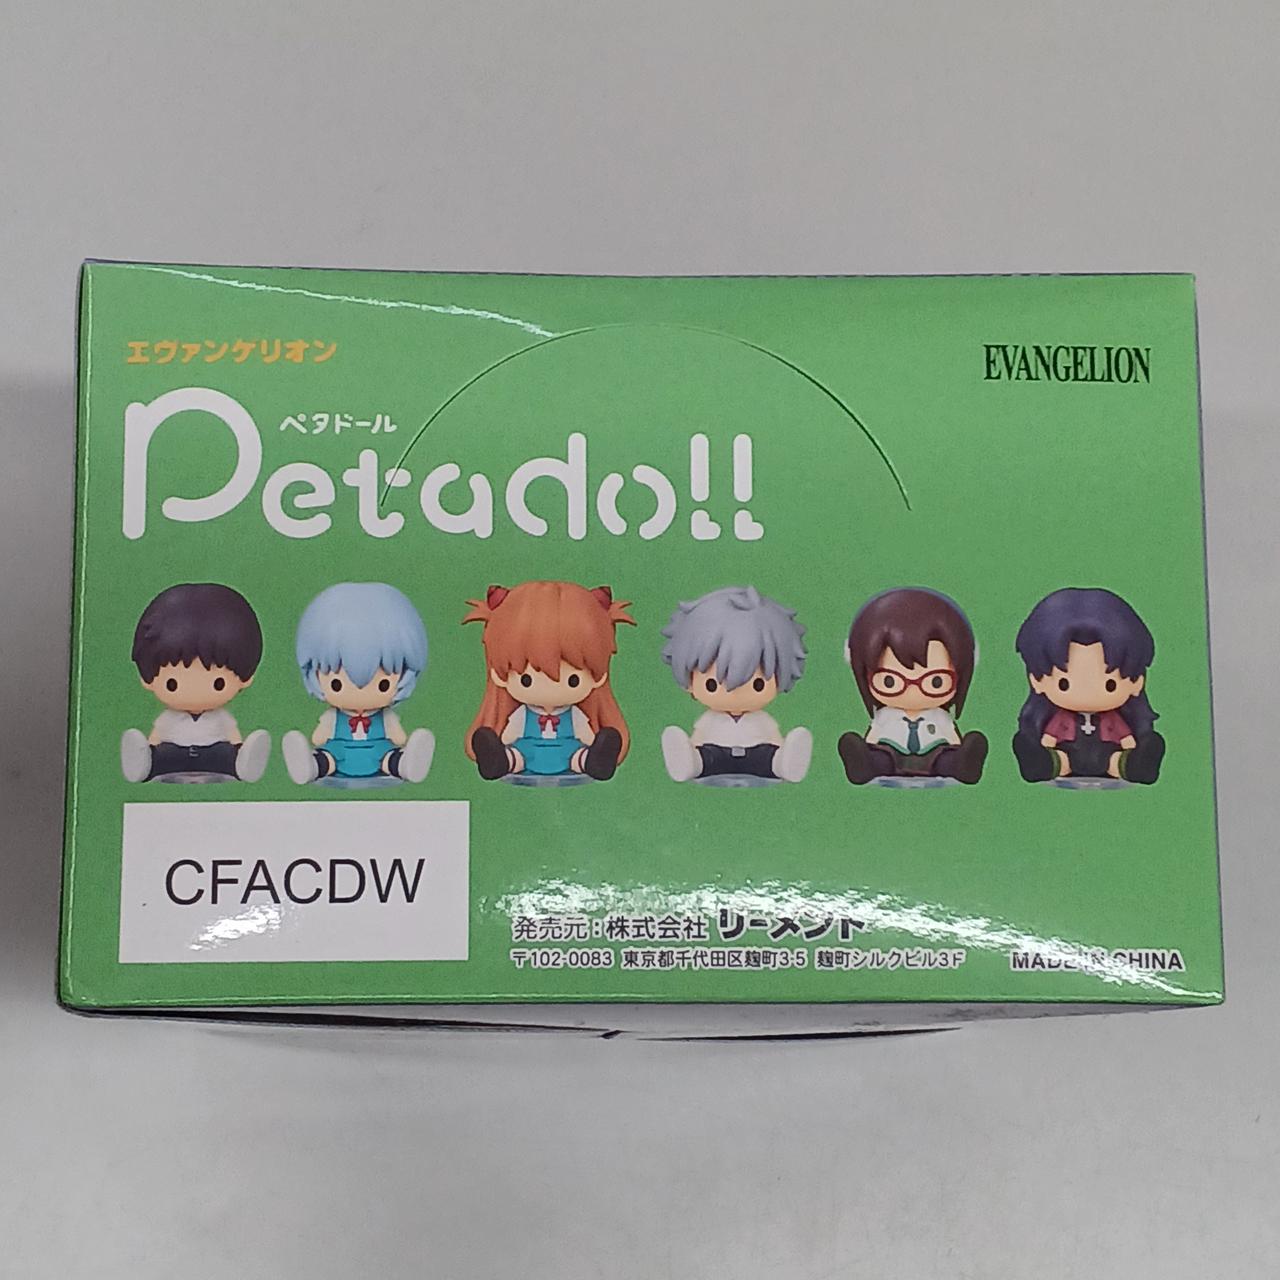 エヴァンゲリオン
EVANGELION
ペタドール
Petado!!
CFACDW
発売元:株式会社 リーメント
〒102-0083 東京都千代田区麹町3-5 麹町シルクビル3F
MADE IN CHINA